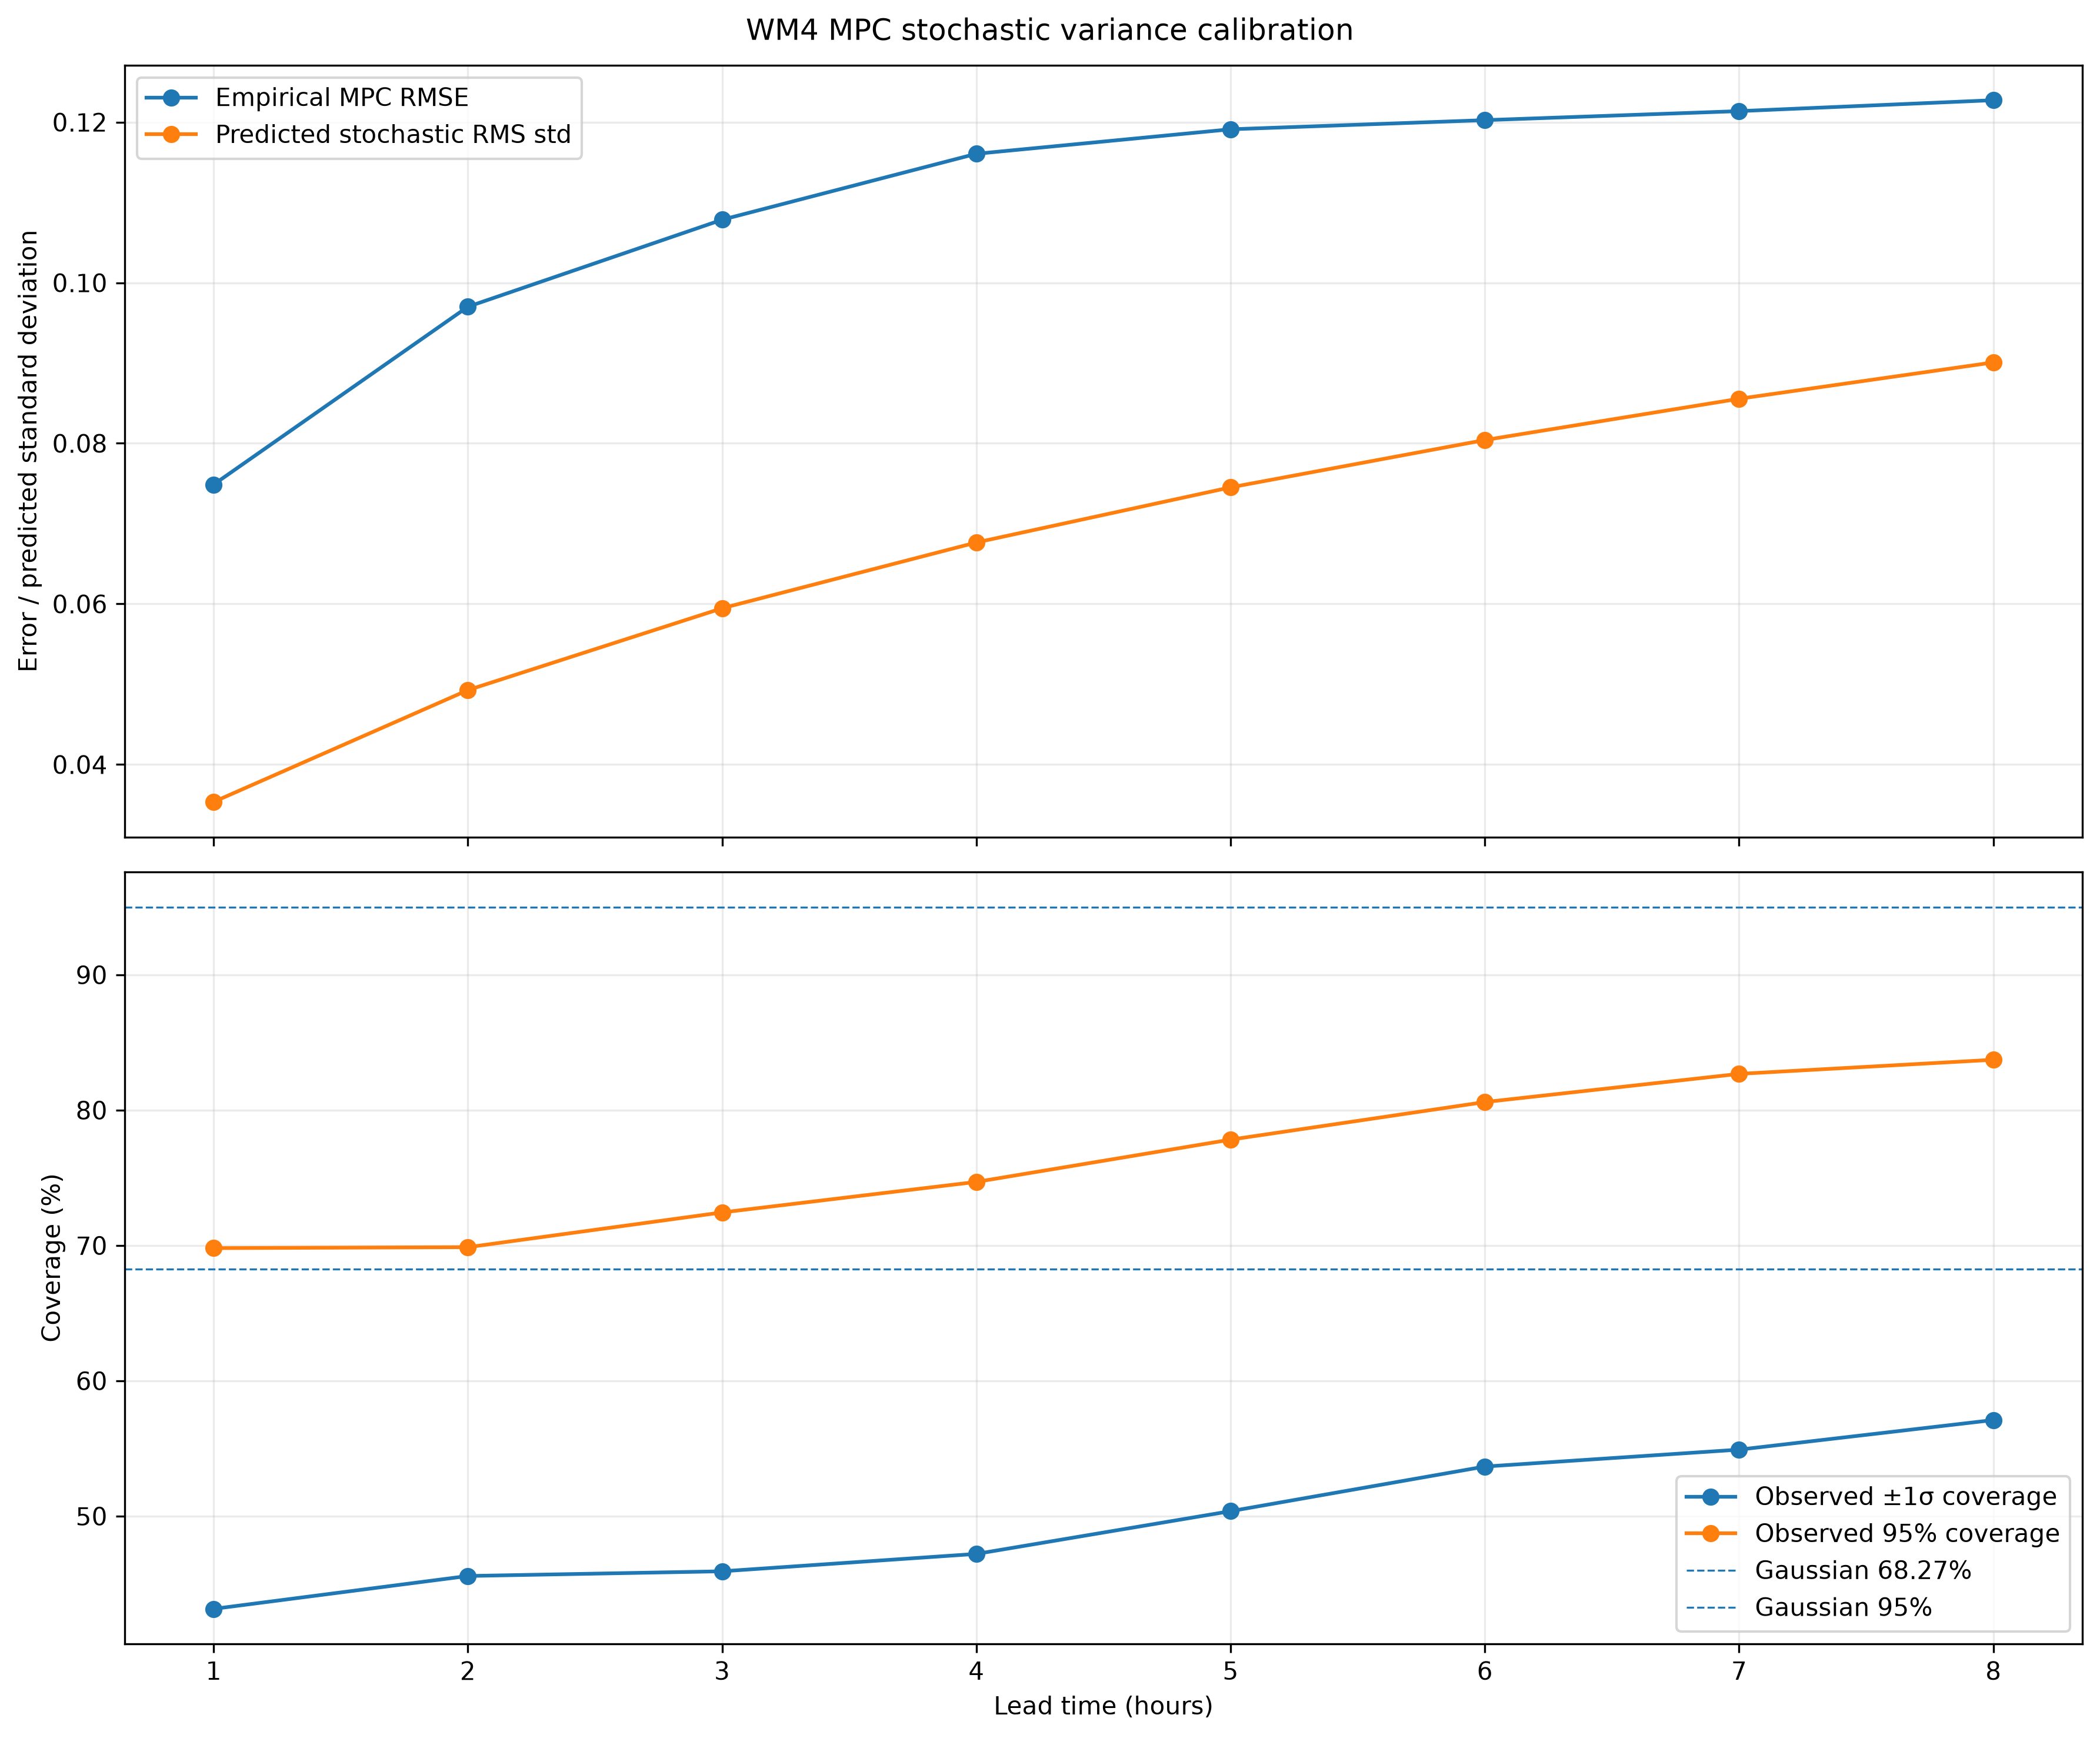 WM4 MPC stochastic variance calibration
Empirical MPC RMSE
Predicted stochastic RMS std
Error / predicted standard deviation
0.12
0.10
0.08
0.06
0.04
Coverage (%)
90
80
70
60
50
Observed ±1σ coverage
Observed 95% coverage
Gaussian 68.27%
Gaussian 95%
1 2 3 4 5 6 7 8
Lead time (hours)